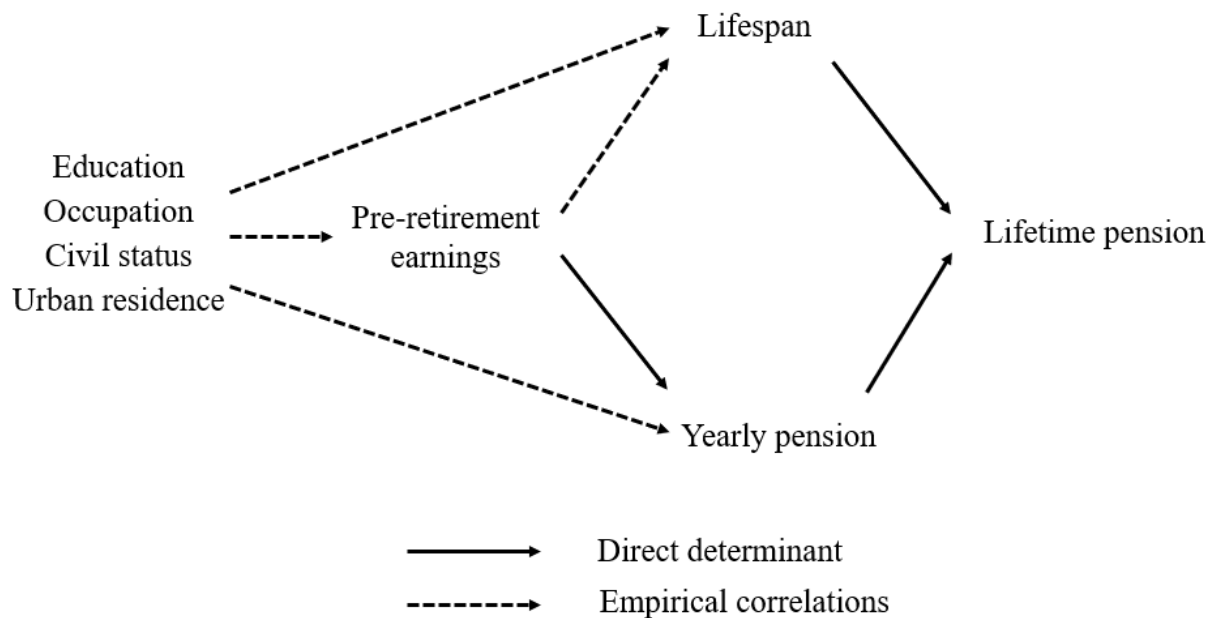 Lifespan
Education
Occupation
Civil status
Urban residence
Pre-retirement
earnings
Lifetime pension
Yearly pension
Direct determinant
Empirical correlations